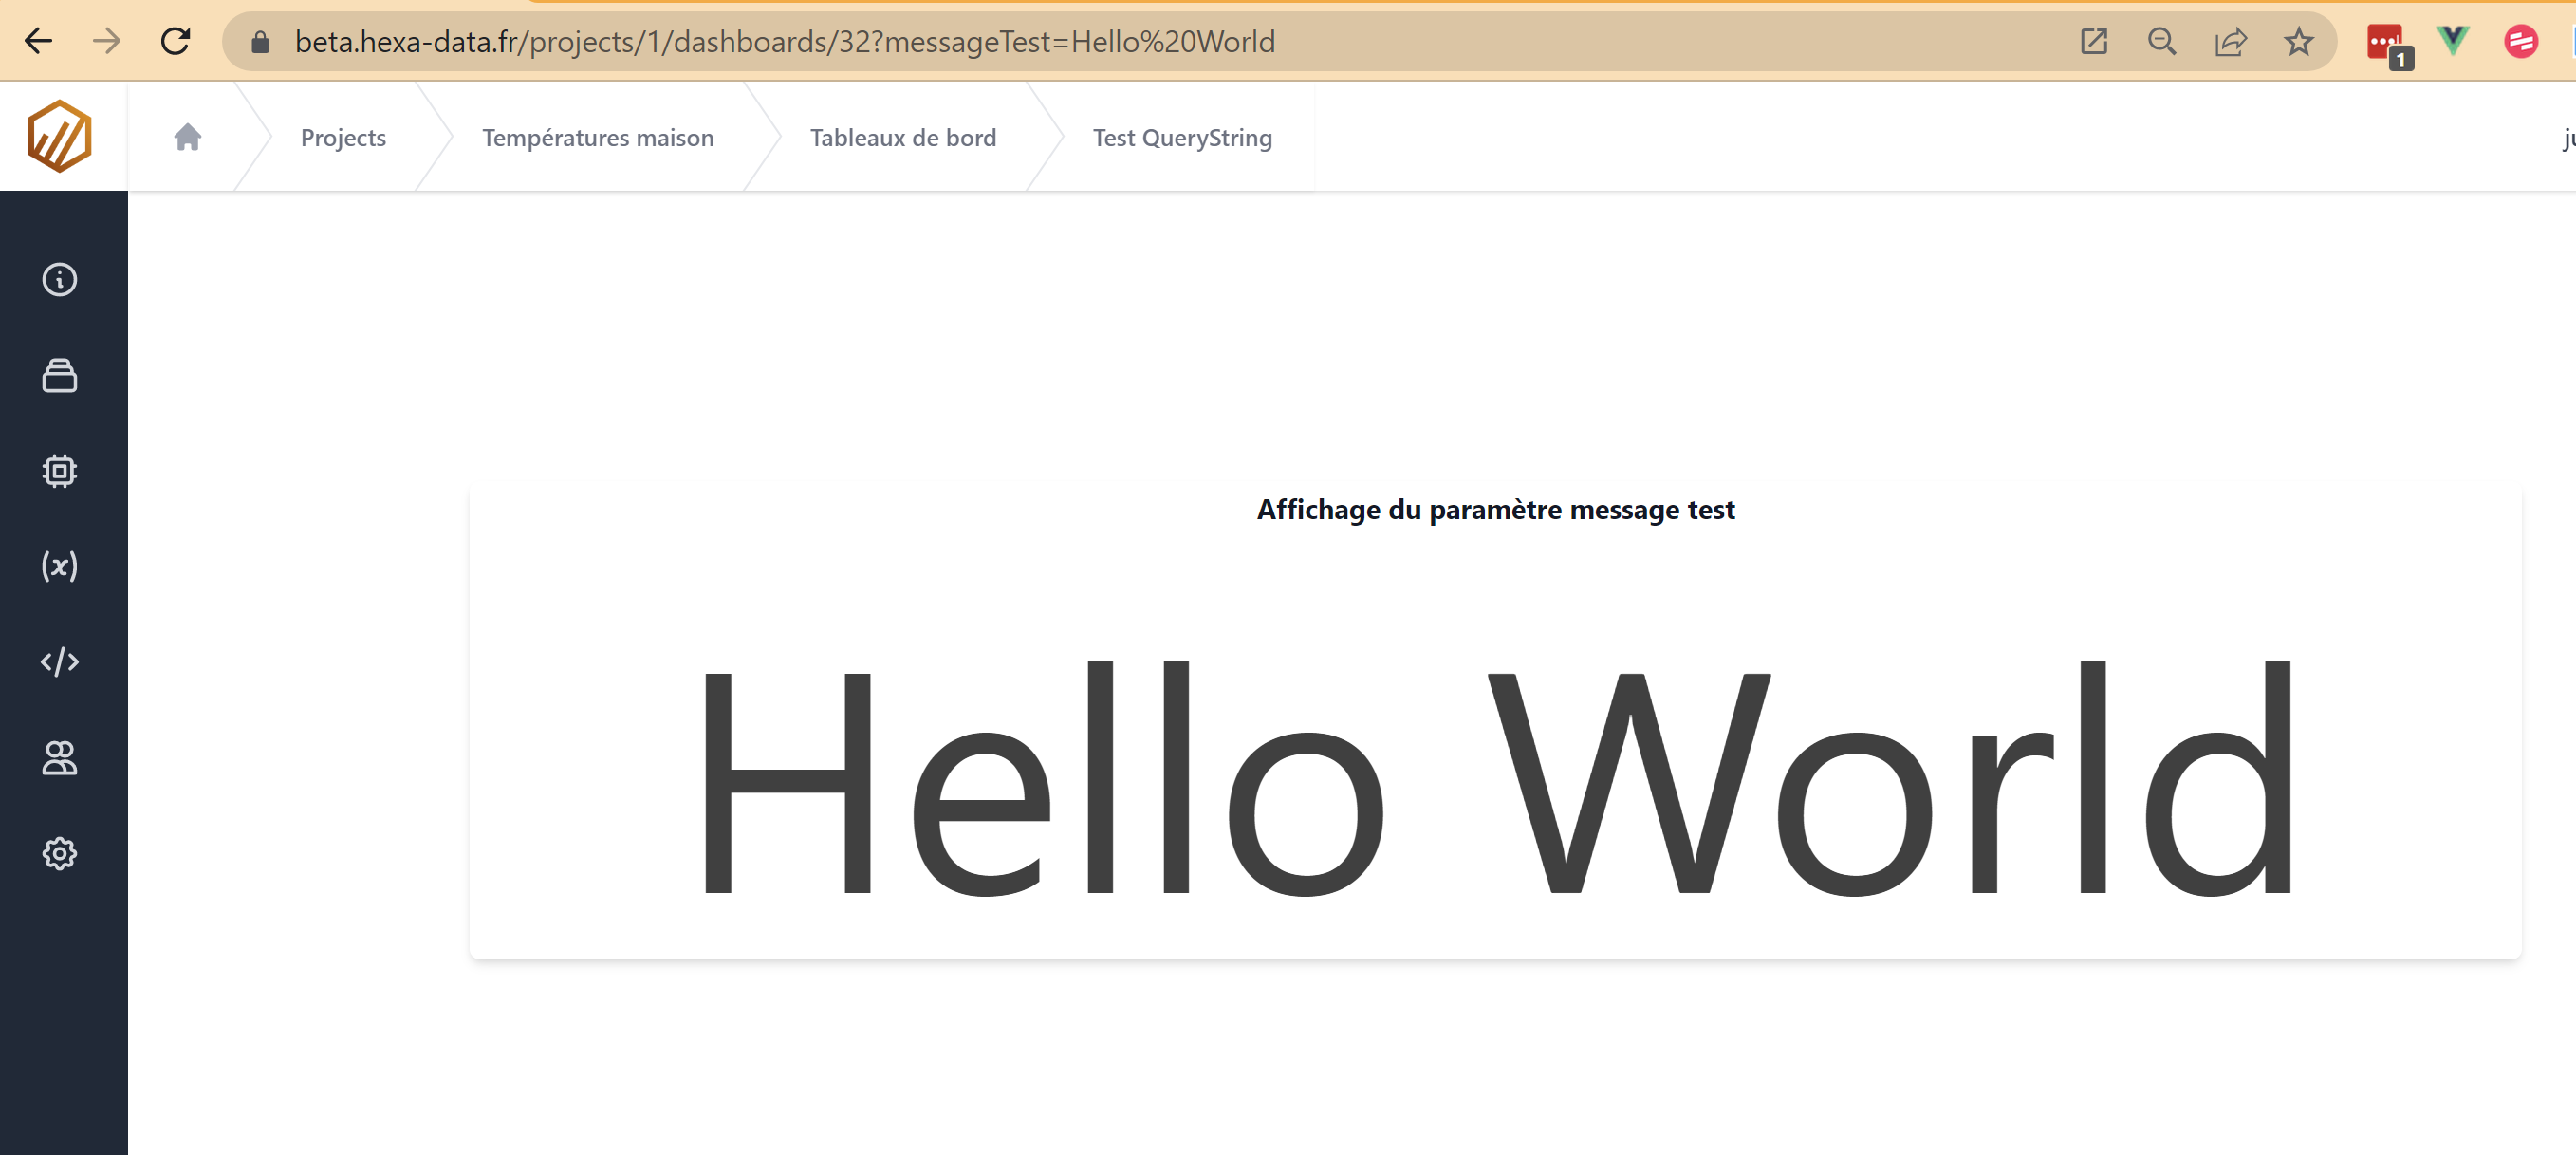 beta.hexa-data.fr/projects/1/dashboards/32?messageTest=Hello%20World
1
Projects
Températures maison
Tableaux de bord
Test QueryString
ju
(x)
</>
Affichage du paramètre message test
Hello World